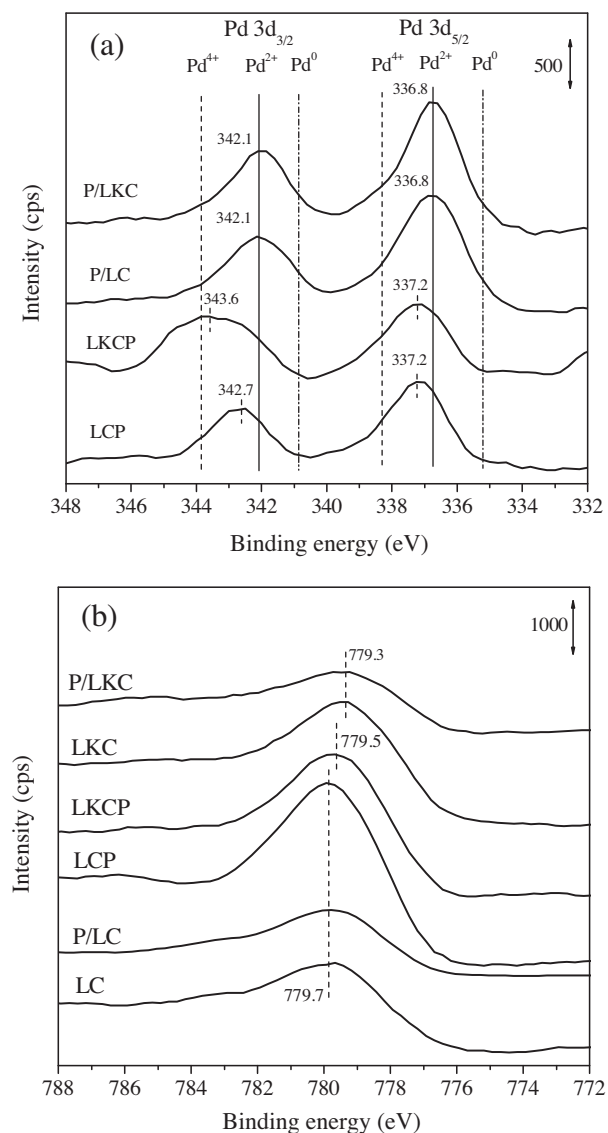 (a)
Pd 3d3/2 Pd 3d5/2
Pd4+ Pd2+ Pd0 Pd4+ Pd2+ Pd0
500
336.8
342.1
P/LKC
336.8
342.1
P/LC
337.2
343.6
LKCP
337.2
342.7
LCP
Intensity (cps)
348 346 344 342 340 338 336 334 332
Binding energy (eV)
(b)
1000
779.3
P/LKC
LKC
779.5
LKCP
LCP
P/LC
LC
779.7
Intensity (cps)
788 786 784 782 780 778 776 774 772
Binding energy (eV)